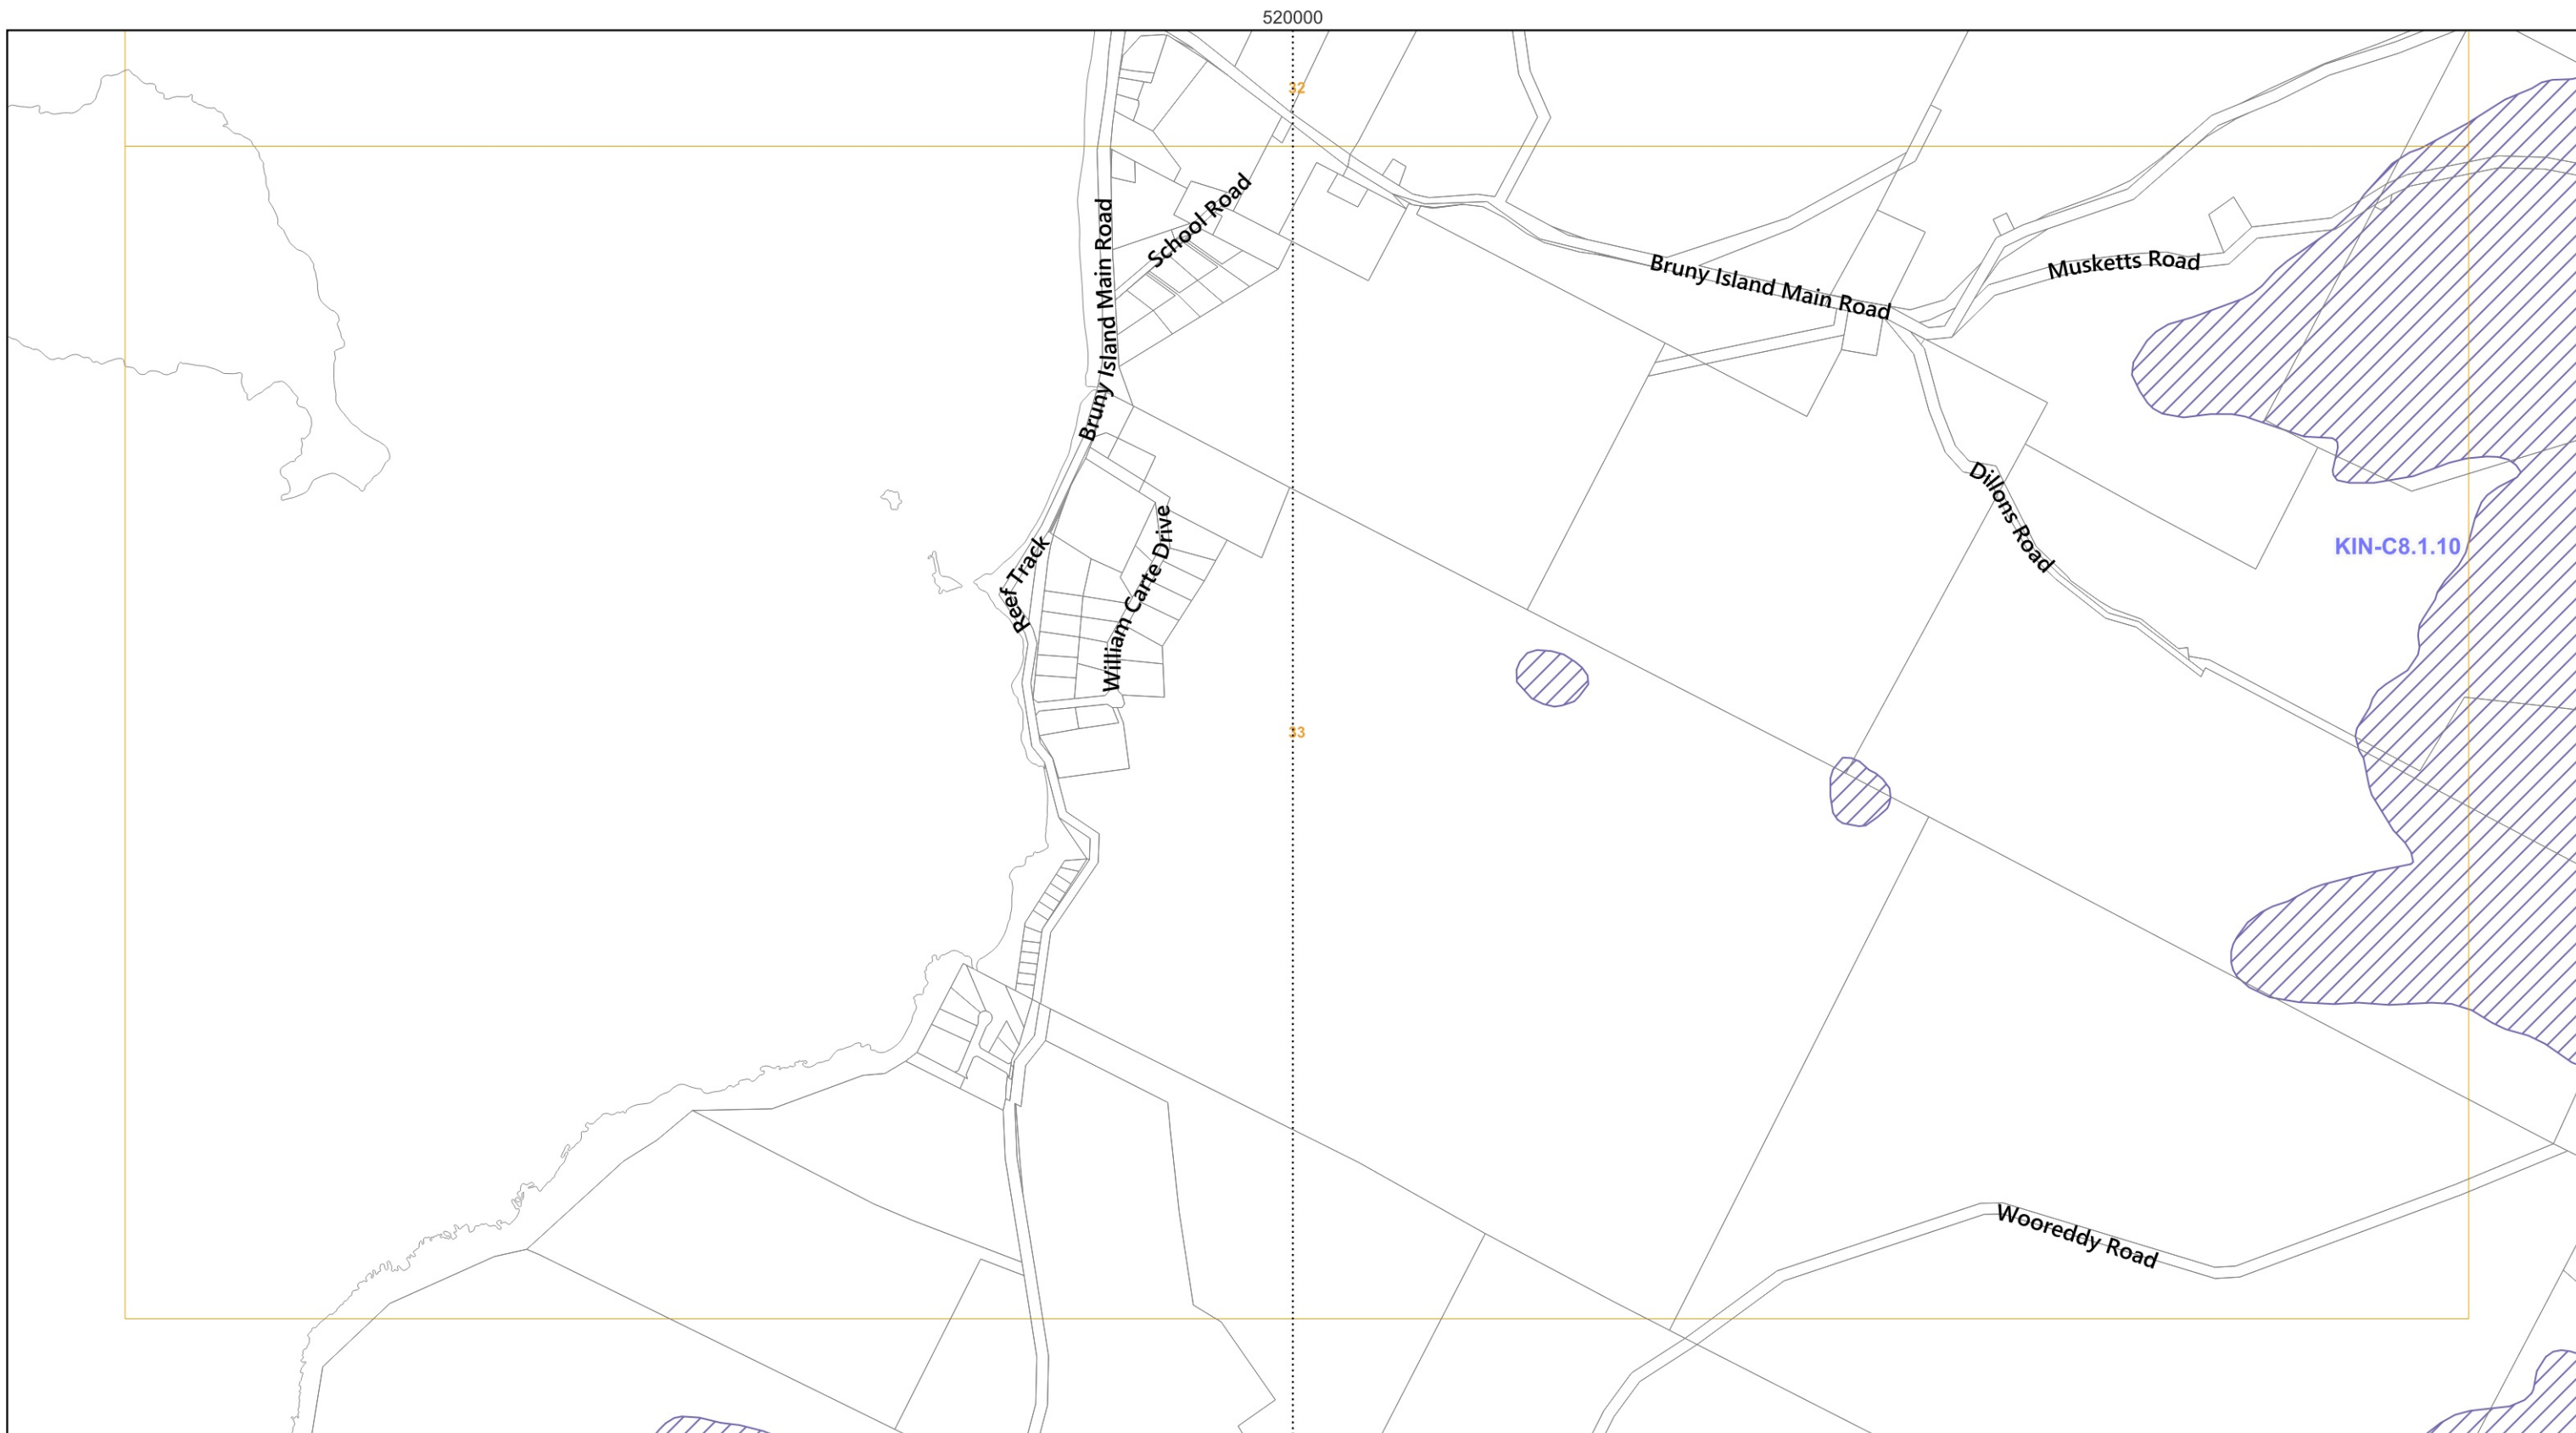 520000
32
School Road
Bruny Island Main Road
Bruny Island Main Road
Musketts Road
Dillons Road
KIN-C8.1.10
Reef Track
William Carte Drive
33
Wooreddy Road